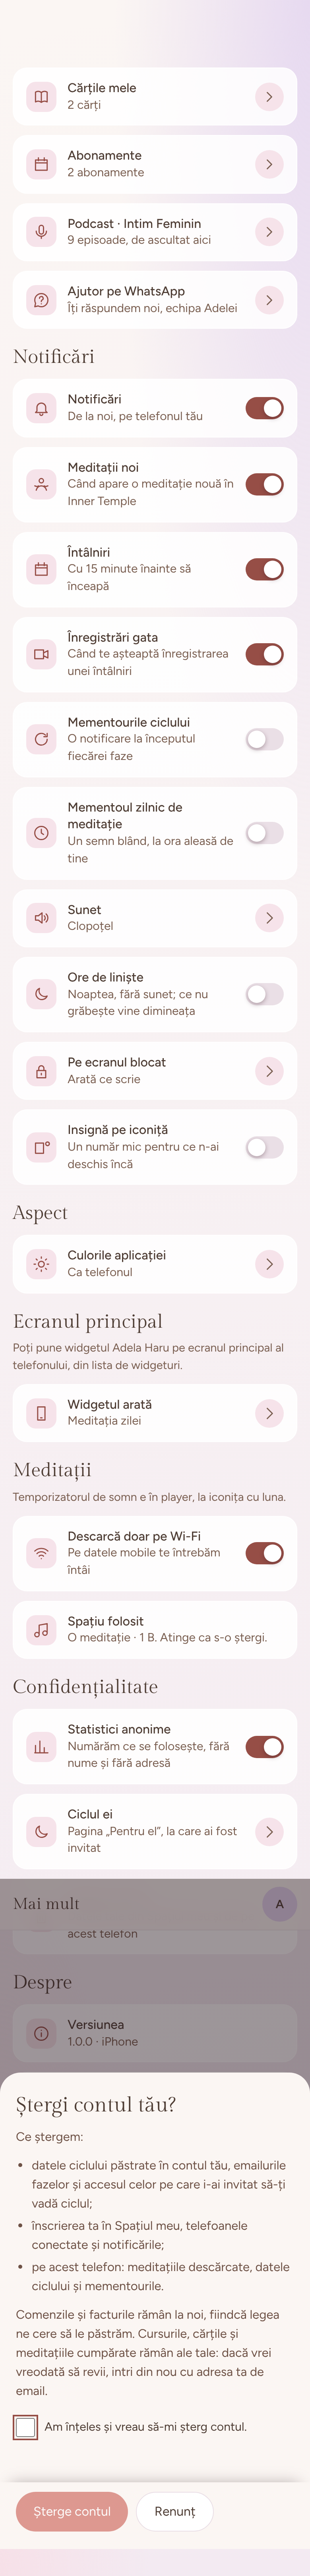 Cărțile mele
2 cărți
Abonamente
2 abonamente
Podcast · Intim Feminin
9 episoade, de ascultat aici
Ajutor pe WhatsApp
Îți răspundem noi, echipa Adelei
Notificări
Notificări
De la noi, pe telefonul tău
Meditații noi
Când apare o meditație nouă în
Inner Temple
Întâlniri
Cu 15 minute înainte să
înceapă
Înregistrări gata
Când te așteaptă înregistrarea
unei întâlniri
Mementourile ciclului
O notificare la începutul
fiecărei faze
Mementoul zilnic de
meditație
Un semn blând, la ora aleasă de
tine
Sunet
Clopoțel
Ore de liniște
Noaptea, fără sunet; ce nu
grăbește vine dimineața
Pe ecranul blocat
Arată ce scrie
Insignă pe iconiță
Un număr mic pentru ce n-ai
deschis încă
Aspect
Culorile aplicației
Ca telefonul
Ecranul principal
Poți pune widgetul Adela Haru pe ecranul principal al
telefonului, din lista de widgeturi.
Widgetul arată
Meditația zilei
Meditații
Temporizatorul de somn e în player, la iconița cu luna.
Descarcă doar pe Wi-Fi
Pe datele mobile te întrebăm
întâi
Spațiu folosit
O meditație · 1 B. Atinge ca s-o ștergi.
Confidențialitate
Statistici anonime
Numărăm ce se folosește, fără
nume și fără adresă
Ciclul ei
Pagina „Pentru el”, la care ai fost
invitat
Mai mult
A
acest telefon
Despre
Versiunea
1.0.0 · iPhone
Ștergi contul tău?
Ce ștergem:
• datele ciclului păstrate în contul tău, emailurile
fazelor și accesul celor pe care i-ai invitat să-ți
vadă ciclul;
• înscrierea ta în Spațiul meu, telefoanele
conectate și notificările;
• pe acest telefon: meditațiile descărcate, datele
ciclului și mementourile.
Comenzile și facturile rămân la noi, fiindcă legea
ne cere să le păstrăm. Cursurile, cărțile și
meditațiile cumpărate rămân ale tale: dacă vrei
vreodată să revii, intri din nou cu adresa ta de
email.
Am înțeles și vreau să-mi șterg contul.
Șterge contul
Renunț